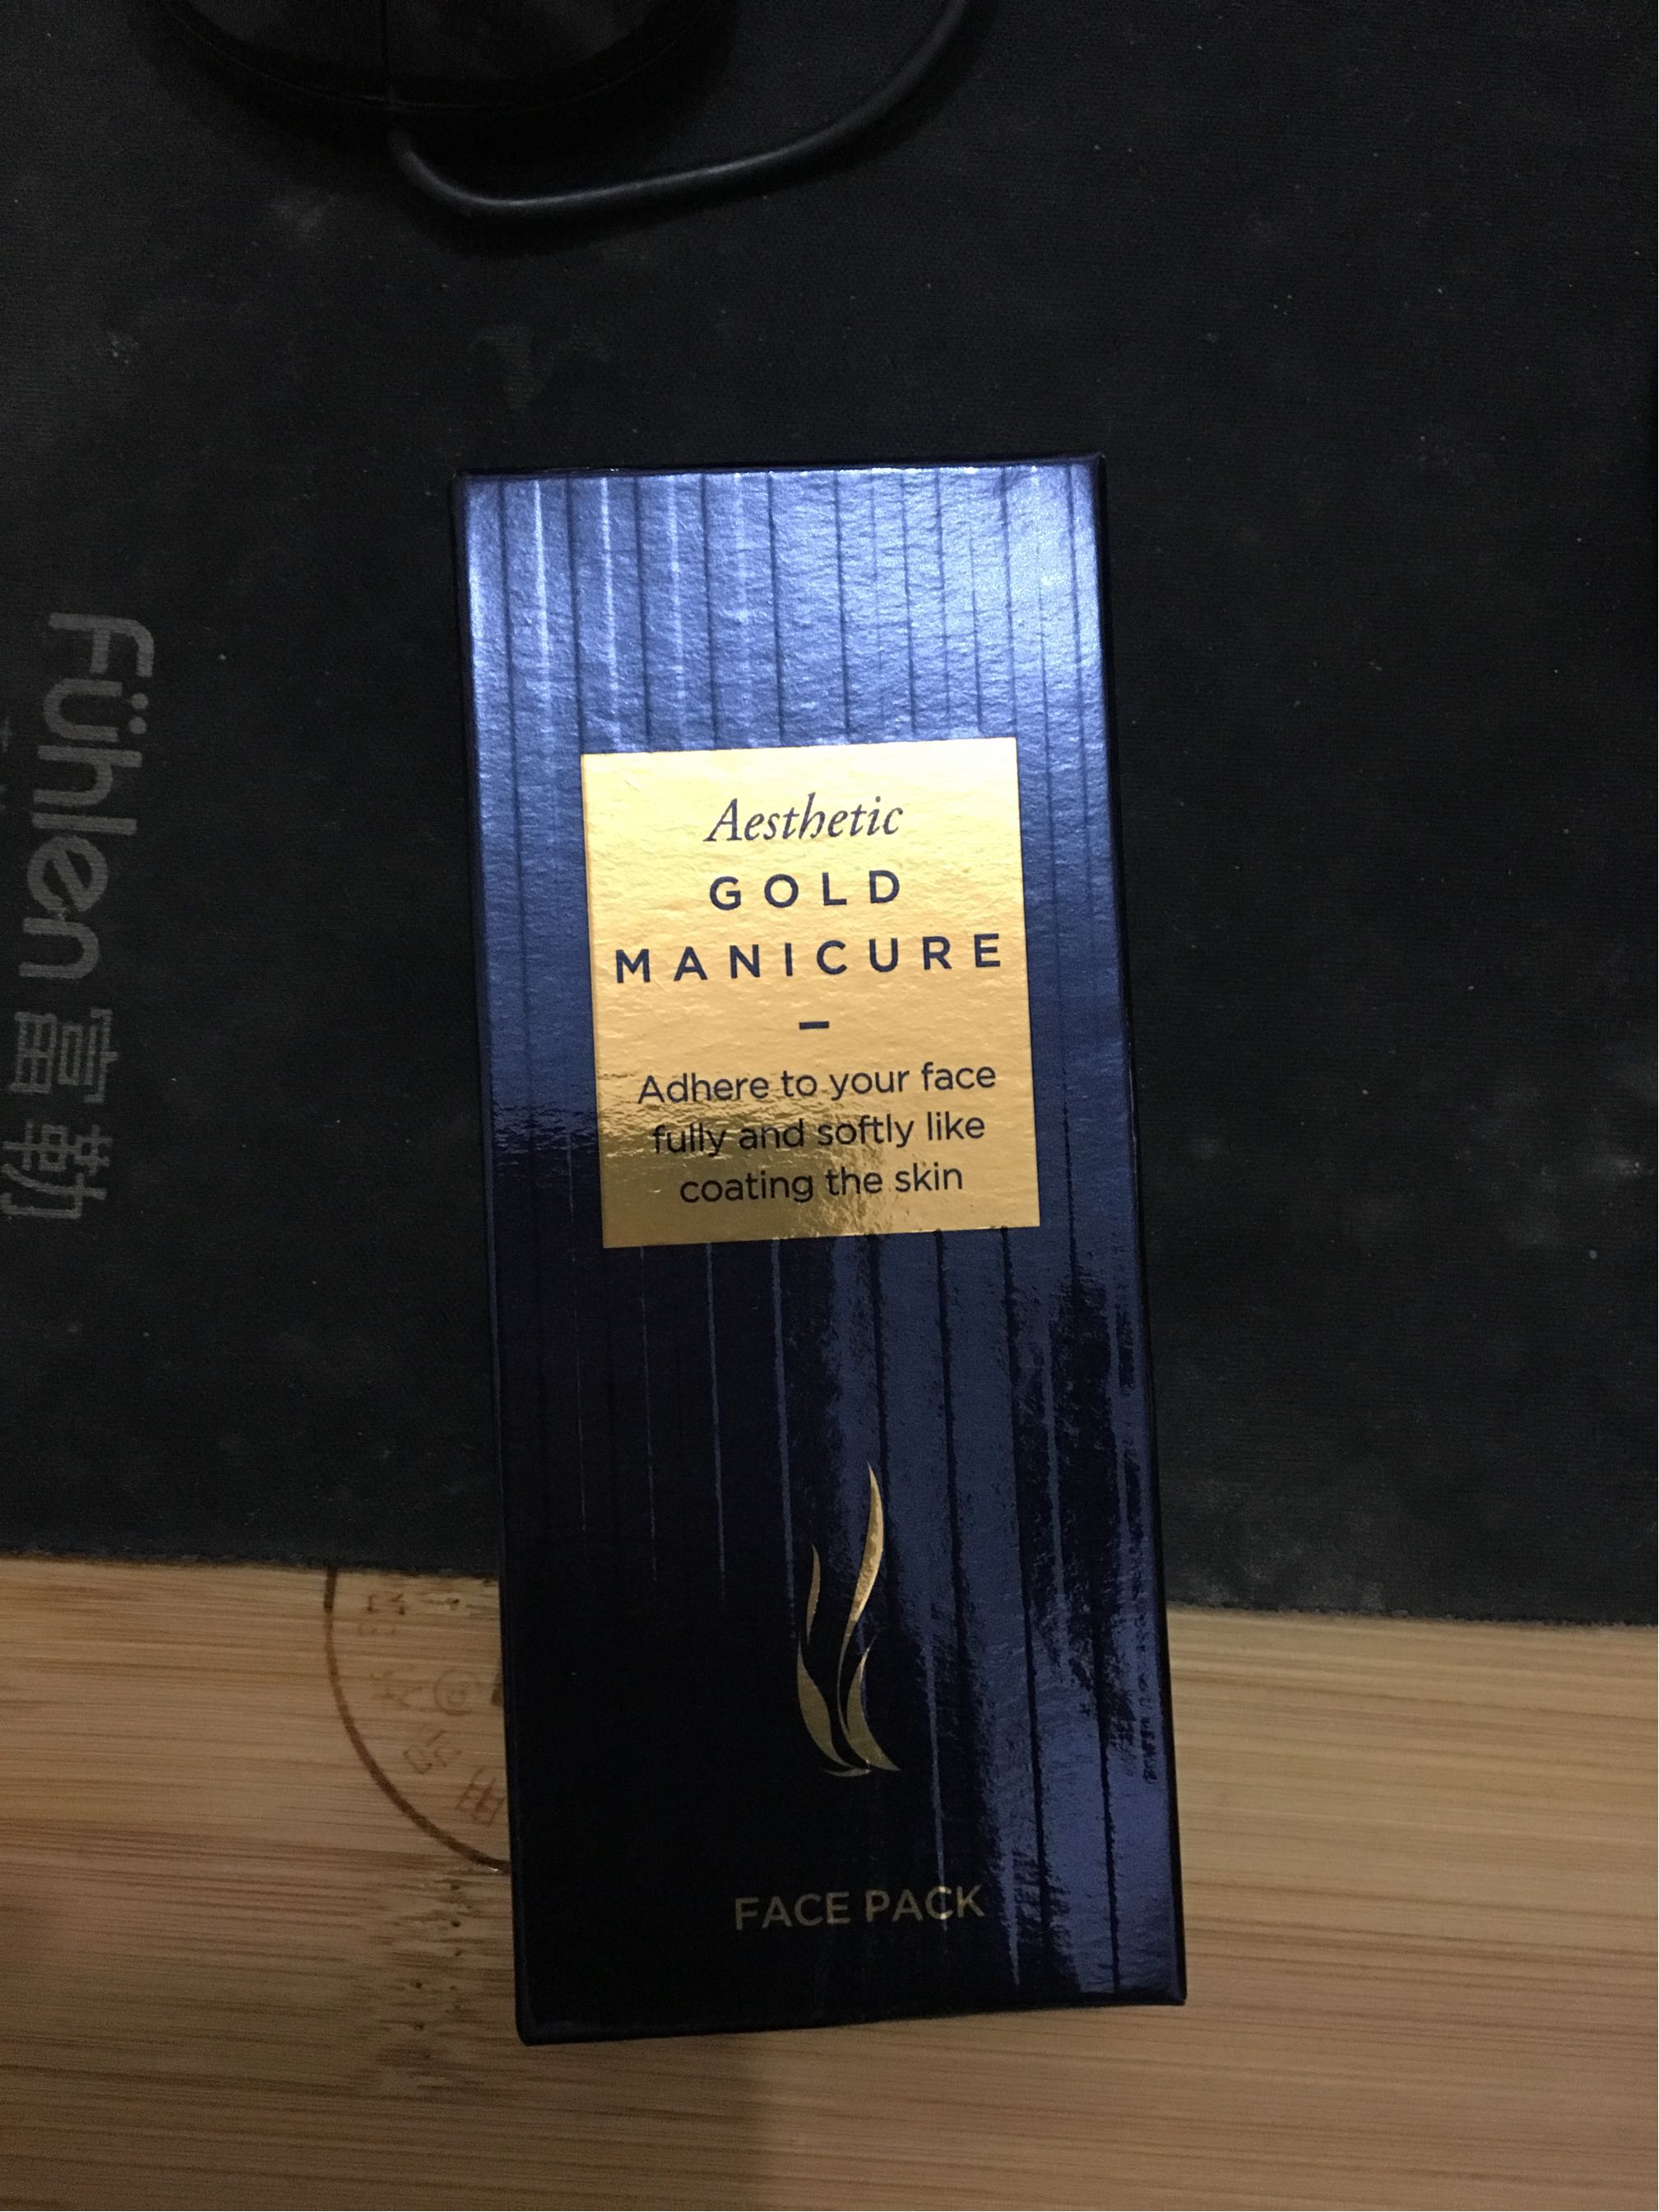 Aesthetic
GOLD
MANICURE
Adhere to your face
fully and softly like
coating the skin
FACE PACK
Fühlen 富勒